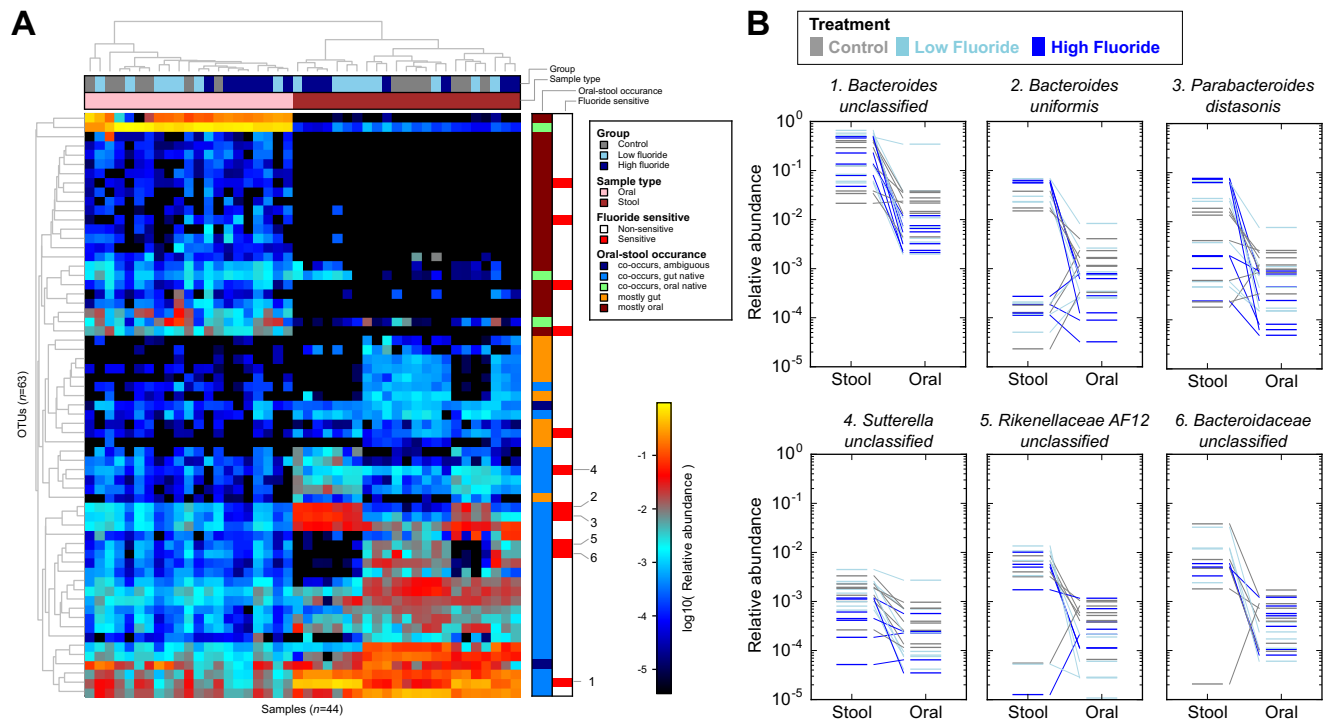 A
Group
Sample type
Oral-stool occurance
Fluoride sensitive
Group
Control
Low fluoride
High fluoride
Sample type
Oral
Stool
Fluoride sensitive
Non-sensitive
Sensitive
Oral-stool occurance
co-occurs, ambiguous
co-occurs, gut native
co-occurs, oral native
mostly gut
mostly oral
OTUs (n=63)
Samples (n=44)
4
2
3
5
6
1
-1
-2
-3
-4
-5
log10( Relative abundance )
B
Treatment
Control Low Fluoride High Fluoride
1. Bacteroides
unclassified
2. Bacteroides
uniformis
3. Parabacteroides
distasonis
Relative abundance
10^0
10^-1
10^-2
10^-3
10^-4
10^-5
Stool Oral
Stool Oral
Stool Oral
4. Sutterella
unclassified
5. Rikenellaceae AF12
unclassified
6. Bacteroidaceae
unclassified
Relative abundance
10^0
10^-1
10^-2
10^-3
10^-4
10^-5
Stool Oral
Stool Oral
Stool Oral